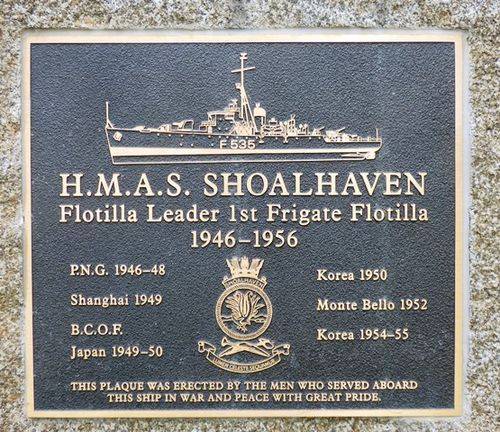 F 535
H.M.A.S. SHOALHAVEN
Flotilla Leader 1st Frigate Flotilla
1946–1956
P.N.G. 1946–48
Shanghai 1949
B.C.O.F.
Japan 1949–50
SHOALHAVEN
Korea 1950
Monte Bello 1952
Korea 1954–55
THIS PLAQUE WAS ERECTED BY THE MEN WHO SERVED ABOARD
THIS SHIP IN WAR AND PEACE WITH GREAT PRIDE.